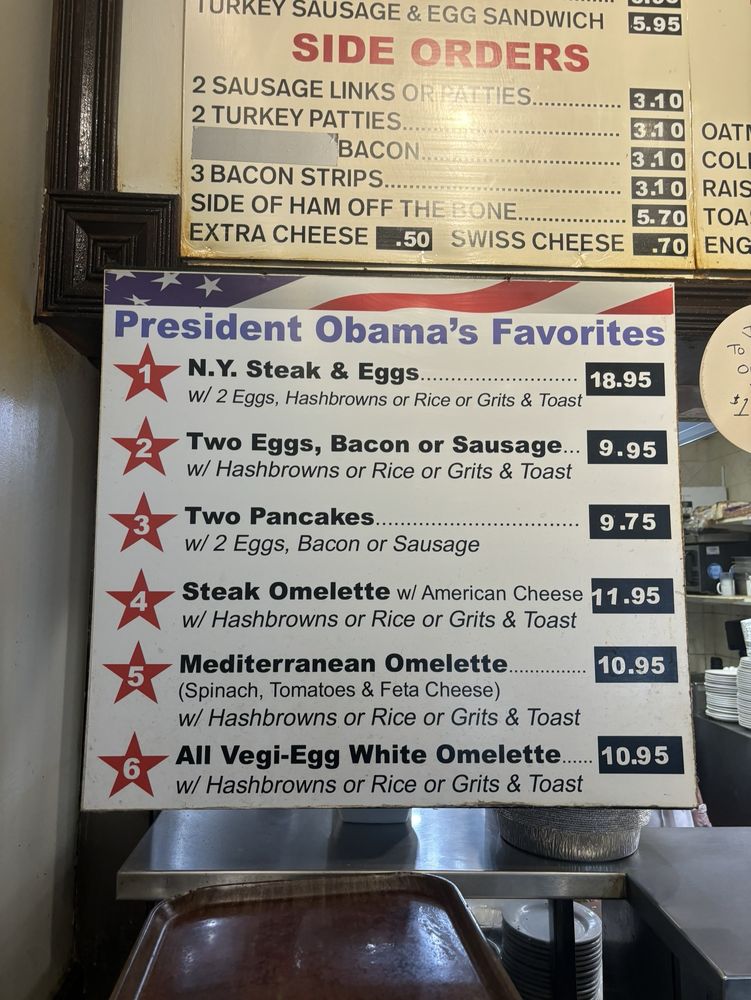 TURKEY SAUSAGE & EGG SANDWICH 5.95
SIDE ORDERS
2 SAUSAGE LINKS OR PATTIES 3.10
2 TURKEY PATTIES 3.10
BACON 3.10
3 BACON STRIPS 3.10
SIDE OF HAM OFF THE BONE 5.70
EXTRA CHEESE .50 SWISS CHEESE .70
President Obama's Favorites
1 N.Y. Steak & Eggs 18.95
w/ 2 Eggs, Hashbrowns or Rice or Grits & Toast
2 Two Eggs, Bacon or Sausage... 9.95
w/ Hashbrowns or Rice or Grits & Toast
3 Two Pancakes 9.75
w/ 2 Eggs, Bacon or Sausage
4 Steak Omelette w/ American Cheese 11.95
w/ Hashbrowns or Rice or Grits & Toast
5 Mediterranean Omelette 10.95
(Spinach, Tomatoes & Feta Cheese)
w/ Hashbrowns or Rice or Grits & Toast
6 All Vegi-Egg White Omelette 10.95
w/ Hashbrowns or Rice or Grits & Toast